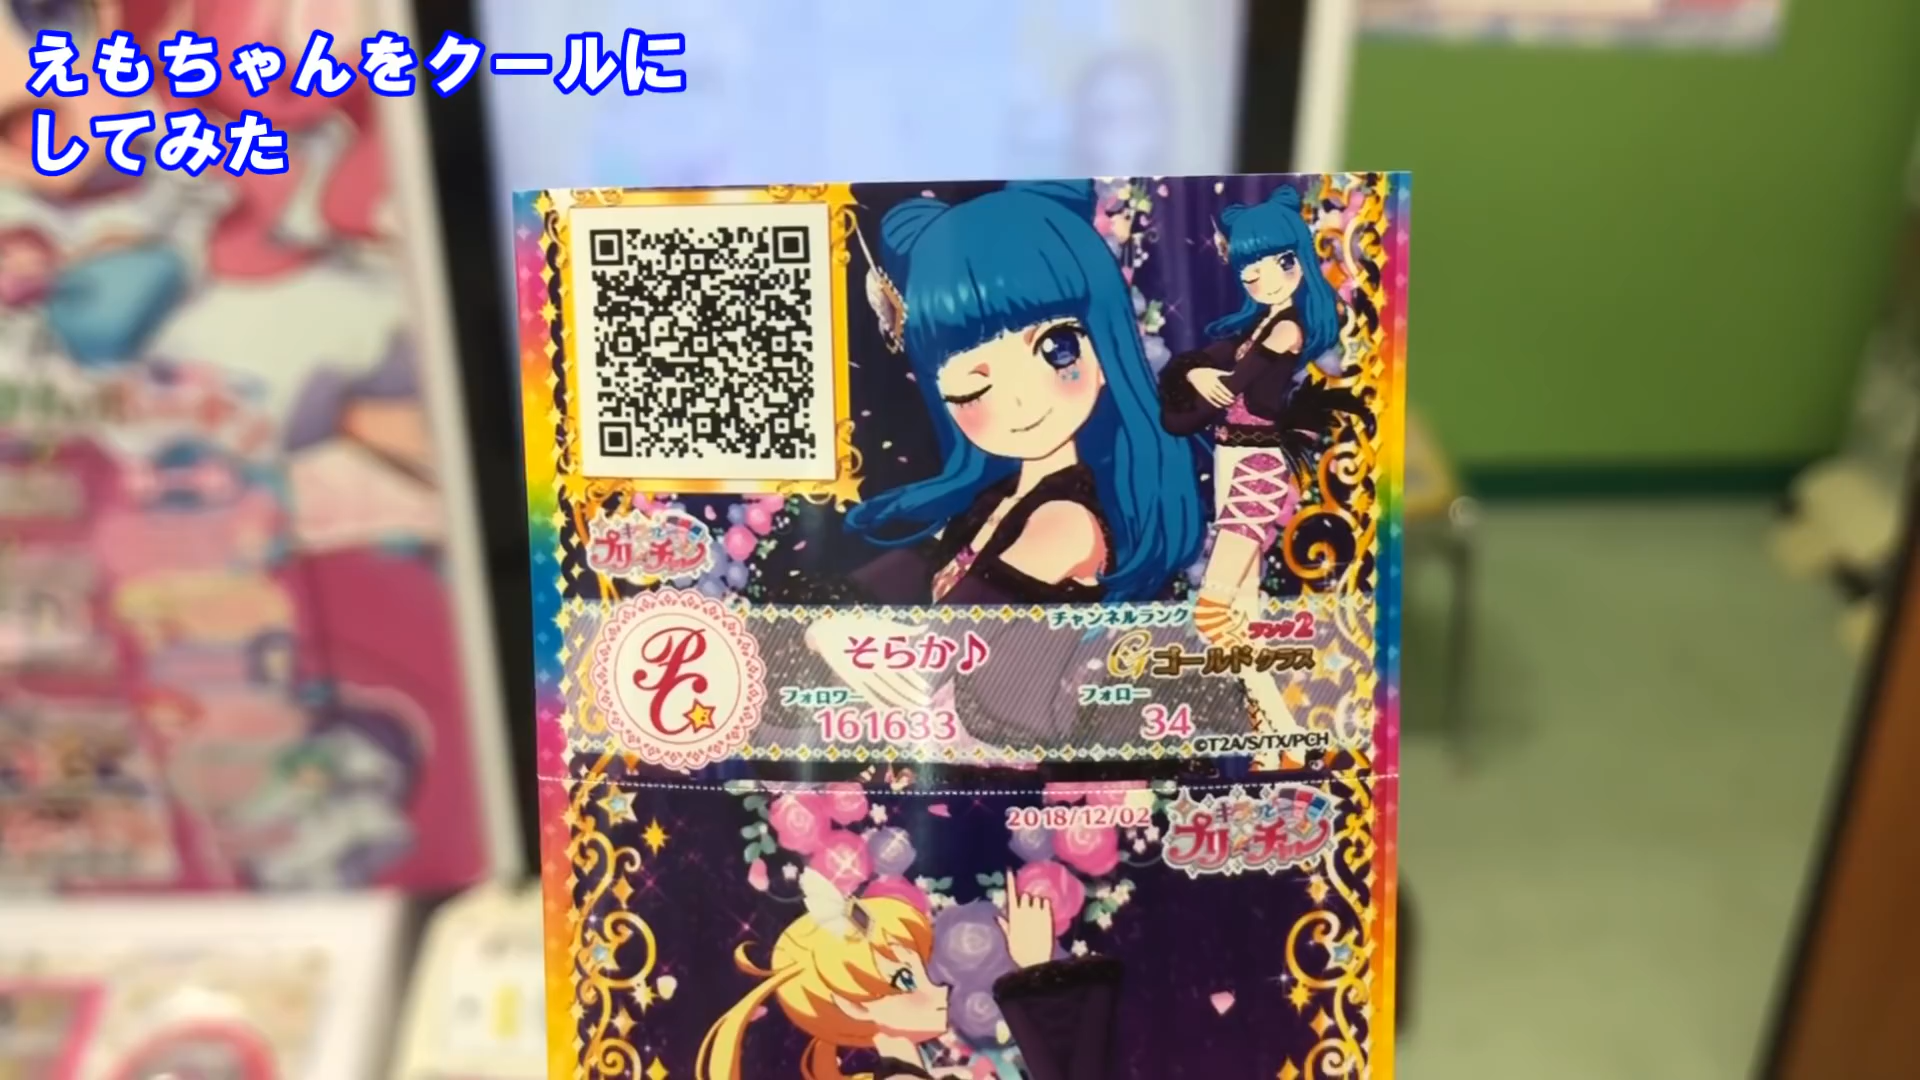 えもちゃんをクールに
してみた
キラッと
プリ☆チャン
PC
そらか♪
チャンネルランク
ランク2
Gゴールドクラス
フォロワー
161633
フォロー
34
©T2A/S/TX/PCH
2018/12/02
キラッと
プリ☆チャン